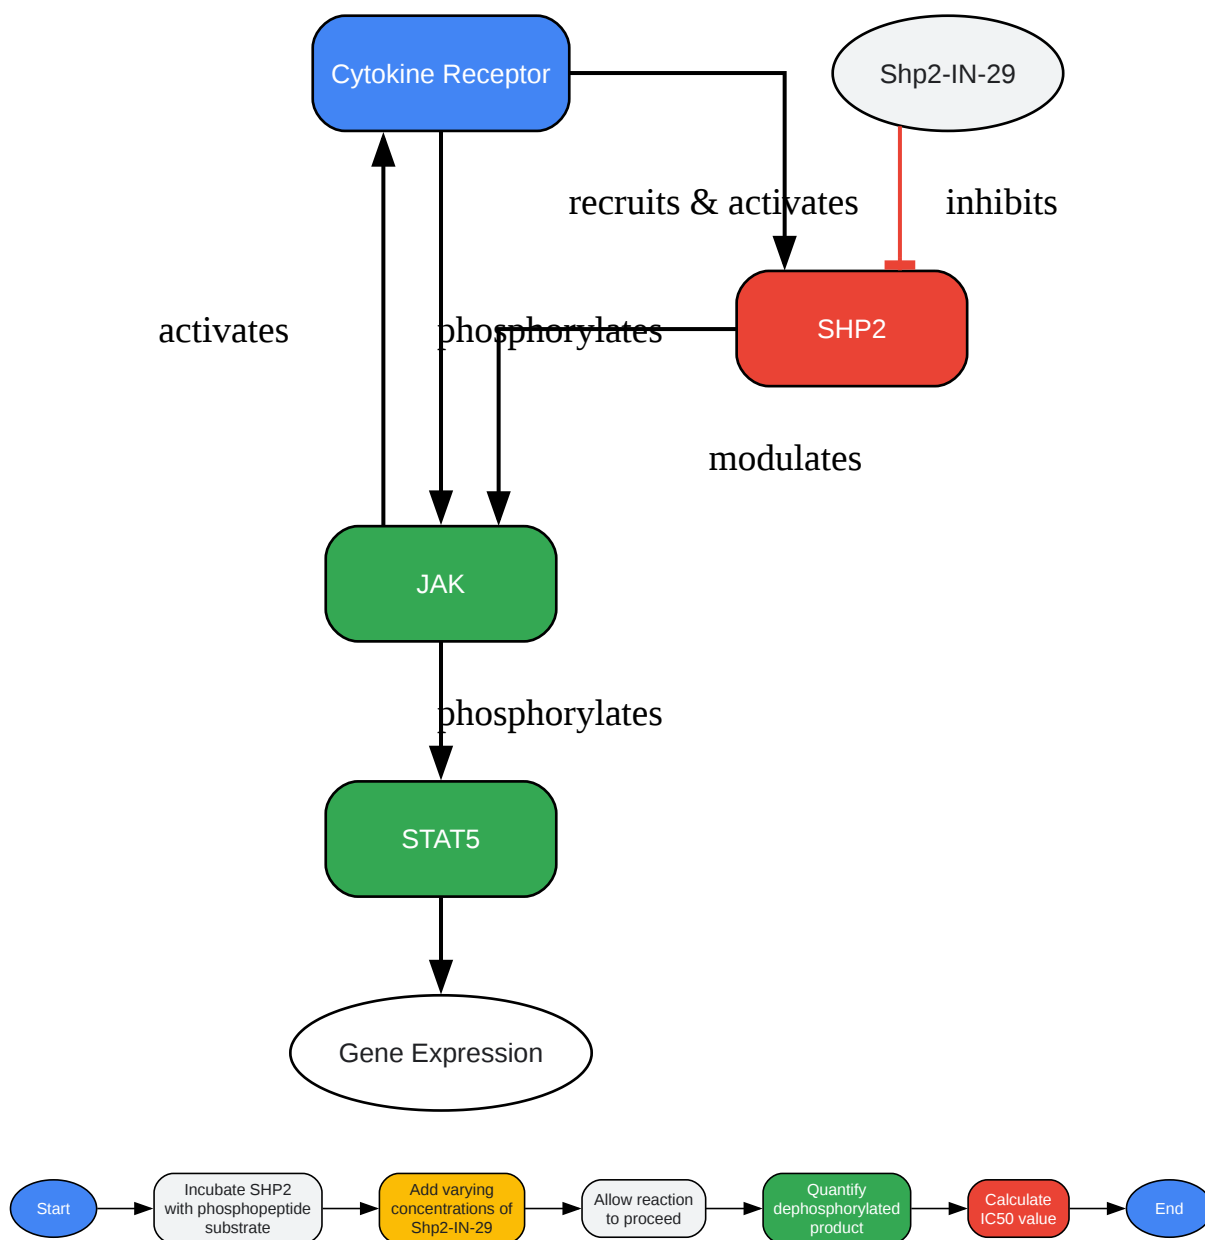 Cytokine Receptor
Shp2-IN-29
recruits & activates
inhibits
activates
phosphorylates
SHP2
modulates
JAK
phosphorylates
STAT5
Gene Expression
Start
Incubate SHP2
with phosphopeptide
substrate
Add varying
concentrations of
Shp2-IN-29
Allow reaction
to proceed
Quantify
dephosphorylated
product
Calculate
IC50 value
End